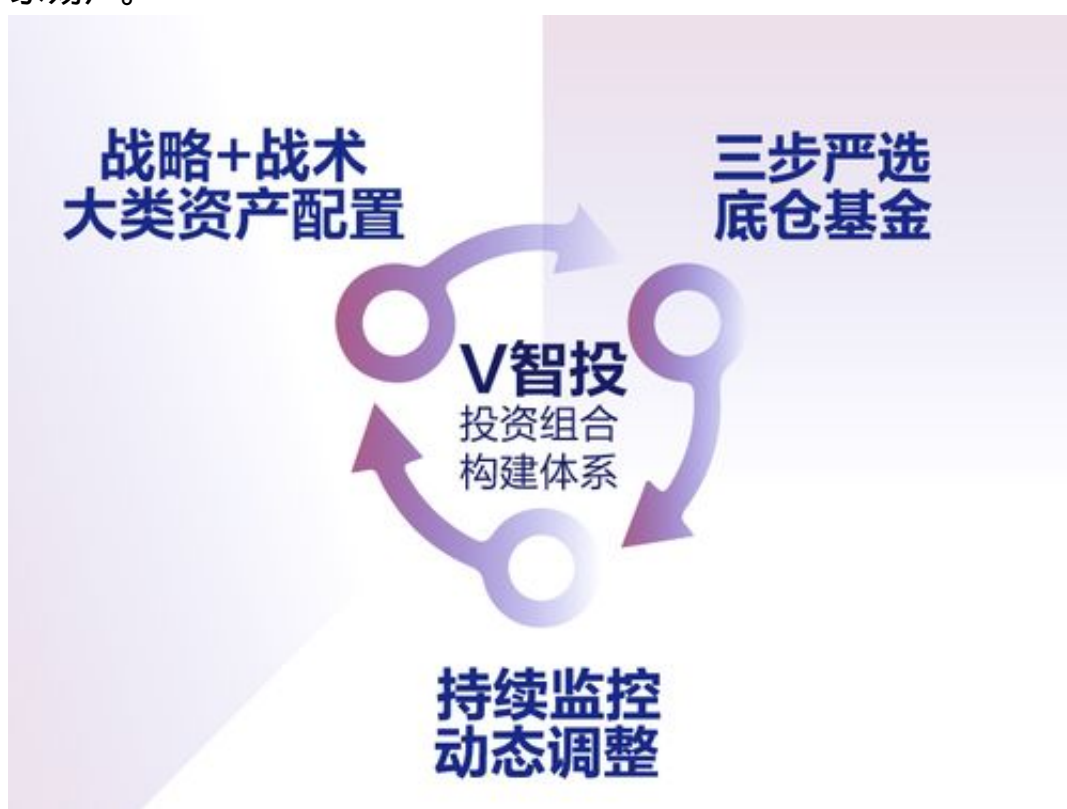 战略+战术
大类资产配置
三步严选
底仓基金
V智投
投资组合
构建体系
持续监控
动态调整